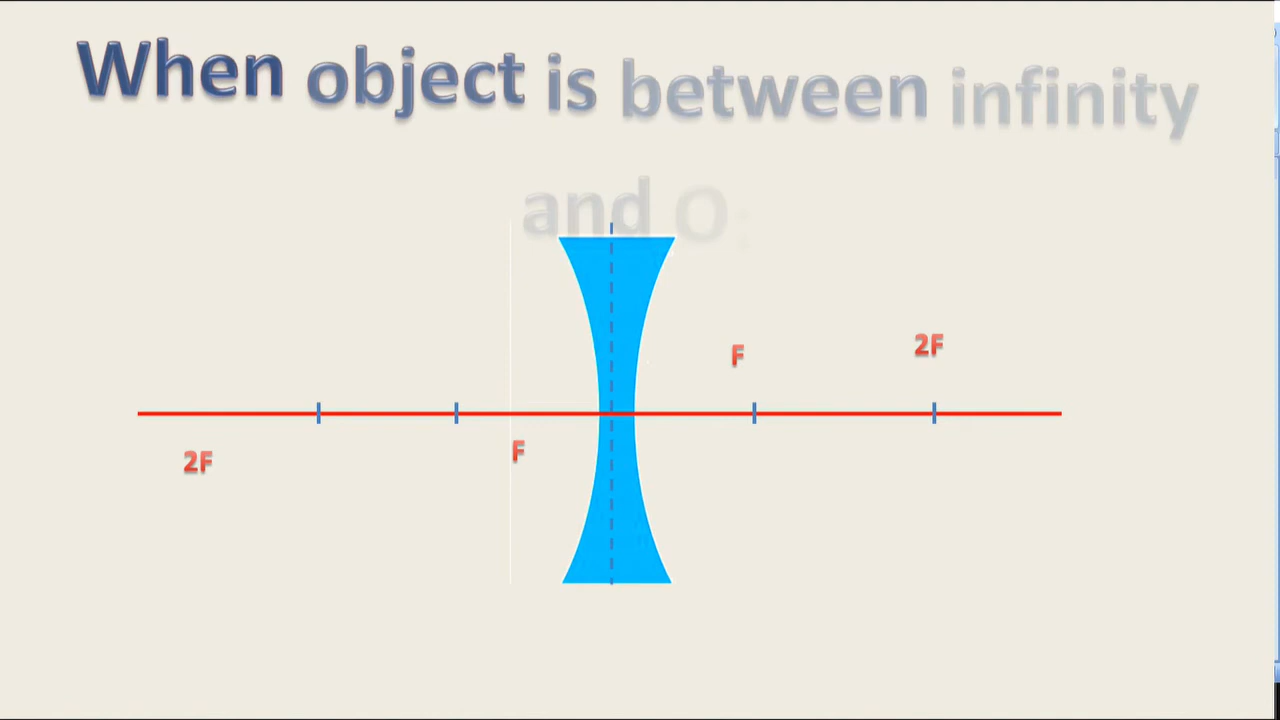 When object is between infinity
and O;
F
2F
2F
F